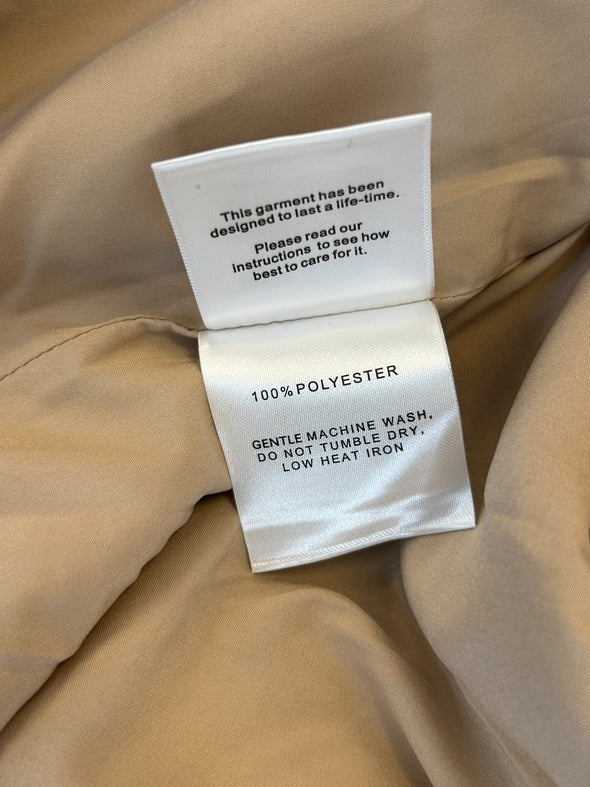 This garment has been
designed to last a life-time.
Please read our
instructions to see how
best to care for it.
100%POLYESTER
GENTLE MACHINE WASH,
DO NOT TUMBLE DRY,
LOW HEAT IRON